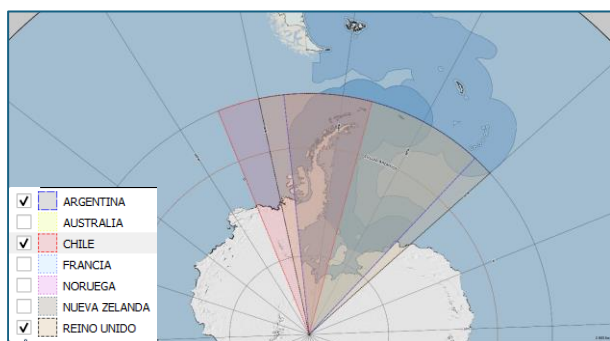 ARGENTINA
AUSTRALIA
CHILE
FRANCIA
NORUEGA
NUEVA ZELANDA
REINO UNIDO